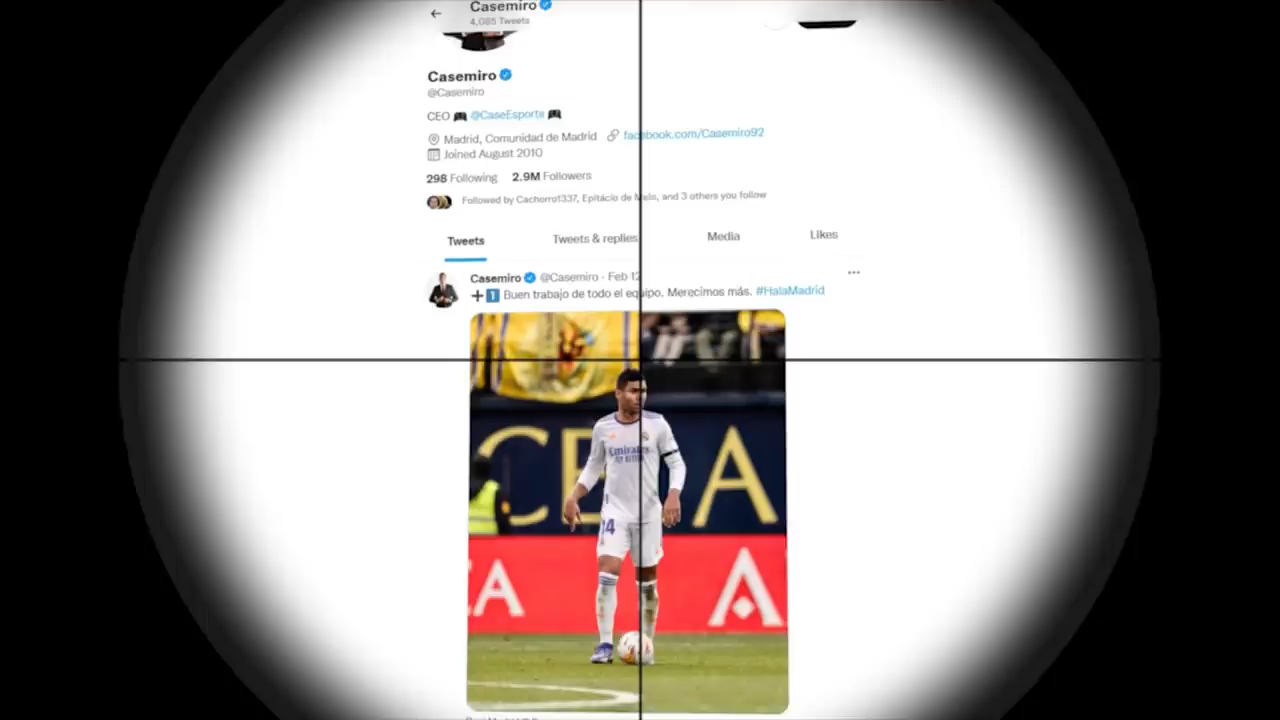 Casemiro
4,085 Tweets
Casemiro
@Casemiro
CEO @CaseEsports
Madrid, Comunidad de Madrid facebook.com/Casemiro92
Joined August 2010
298 Following 2.9M Followers
Followed by Cachorro1337, Epitácio de Melo, and 3 others you follow
Tweets Tweets & replies Media Likes
Casemiro @Casemiro · Feb 12
➕1️⃣ Buen trabajo de todo el equipo. Merecimos más. #HalaMadrid
Emirates
14